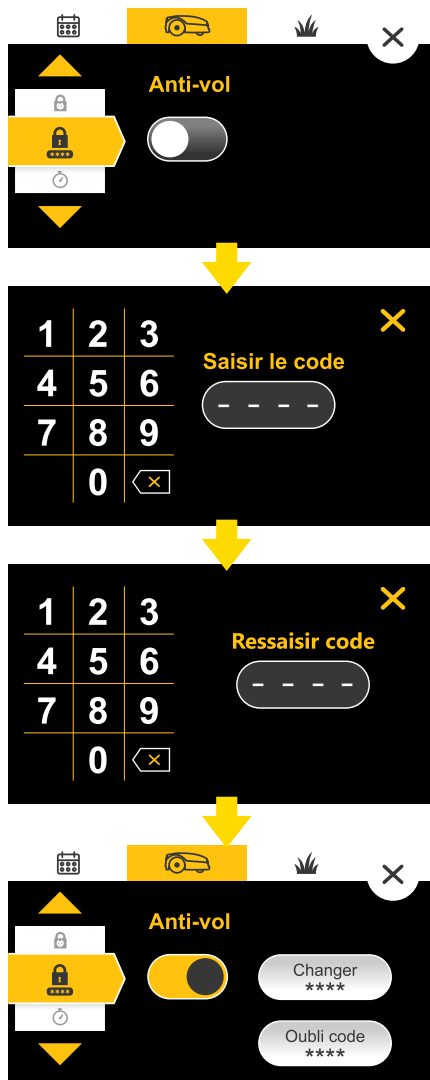 Anti-vol
****
1 2 3
Saisir le code
4 5 6
- - - -
7 8 9
0
1 2 3
Ressaisir code
4 5 6
- - - -
7 8 9
0
Anti-vol
****
Changer
****
Oubli code
****